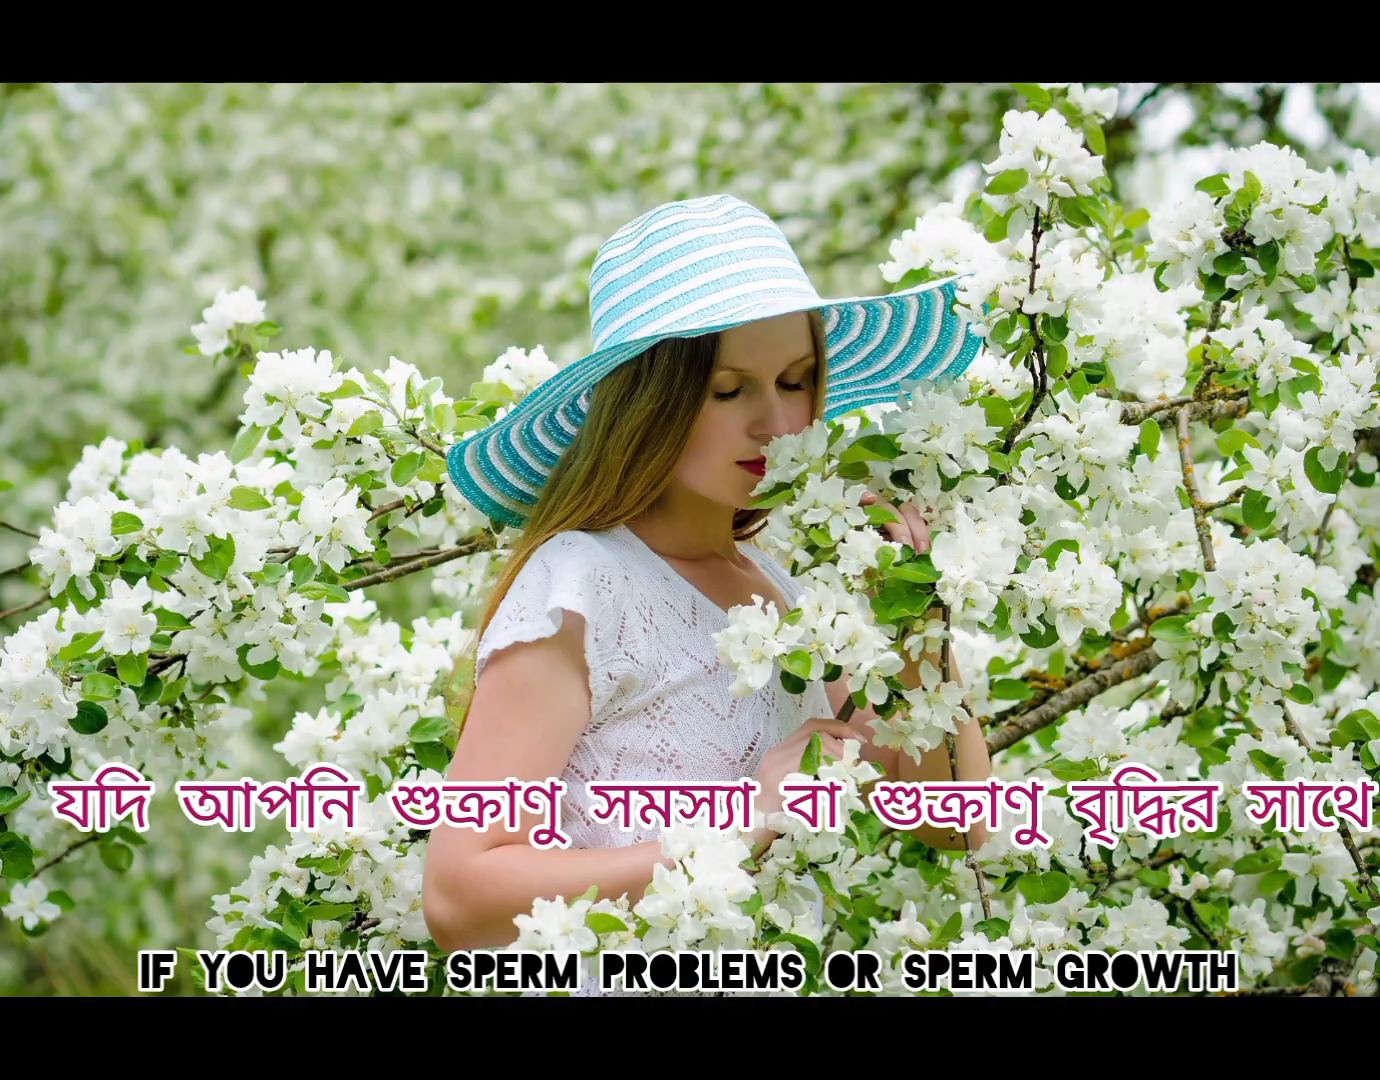 যদি আপনি শুক্রাণু সমস্যা বা শুক্রাণু বৃদ্ধির সাথে
IF YOU HAVE SPERM PROBLEMS OR SPERM GROWTH